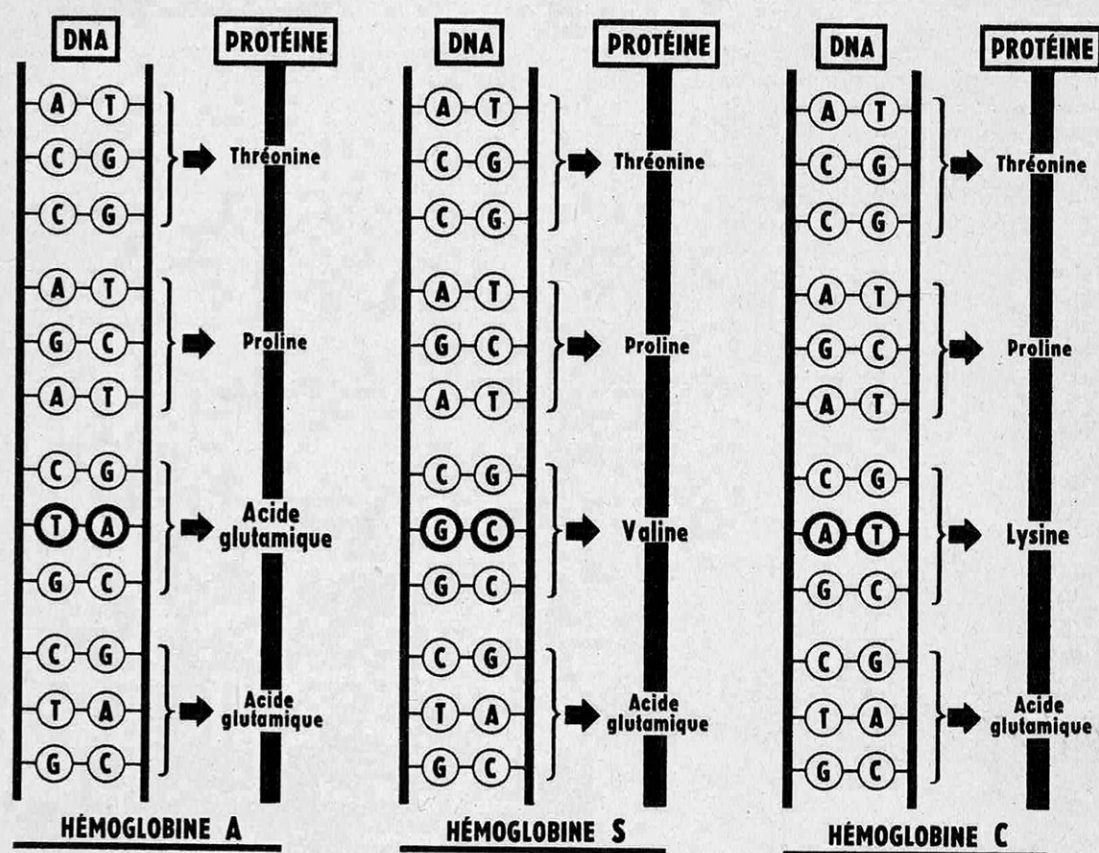 DNA PROTÉINE
A T
C G
C G
Thréonine
A T
G C
A T
Proline
C G
T A
G C
Acide
glutamique
C G
T A
G C
Acide
glutamique
HÉMOGLOBINE A
DNA PROTÉINE
A T
C G
C G
Thréonine
A T
G C
A T
Proline
C G
G C
G C
Valine
C G
T A
G C
Acide
glutamique
HÉMOGLOBINE S
DNA PROTÉINE
A T
C G
C G
Thréonine
A T
G C
A T
Proline
C G
A T
G C
Lysine
C G
T A
G C
Acide
glutamique
HÉMOGLOBINE C